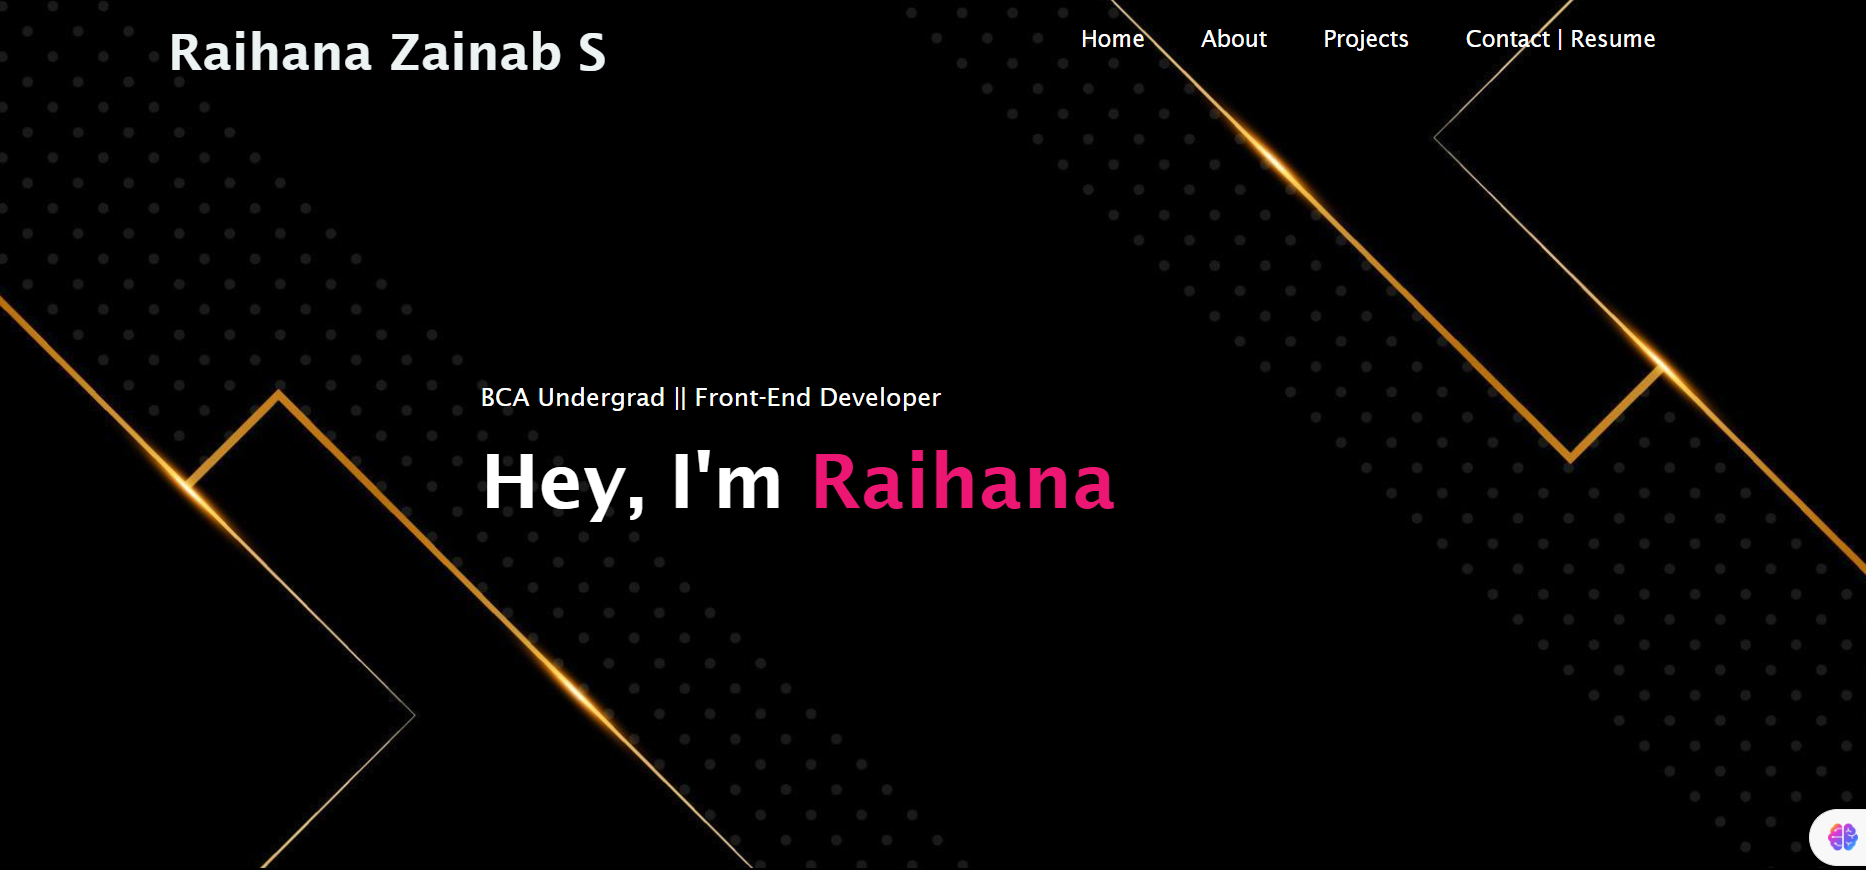 Raihana Zainab S
Home About Projects Contact | Resume
BCA Undergrad || Front-End Developer
Hey, I'm Raihana